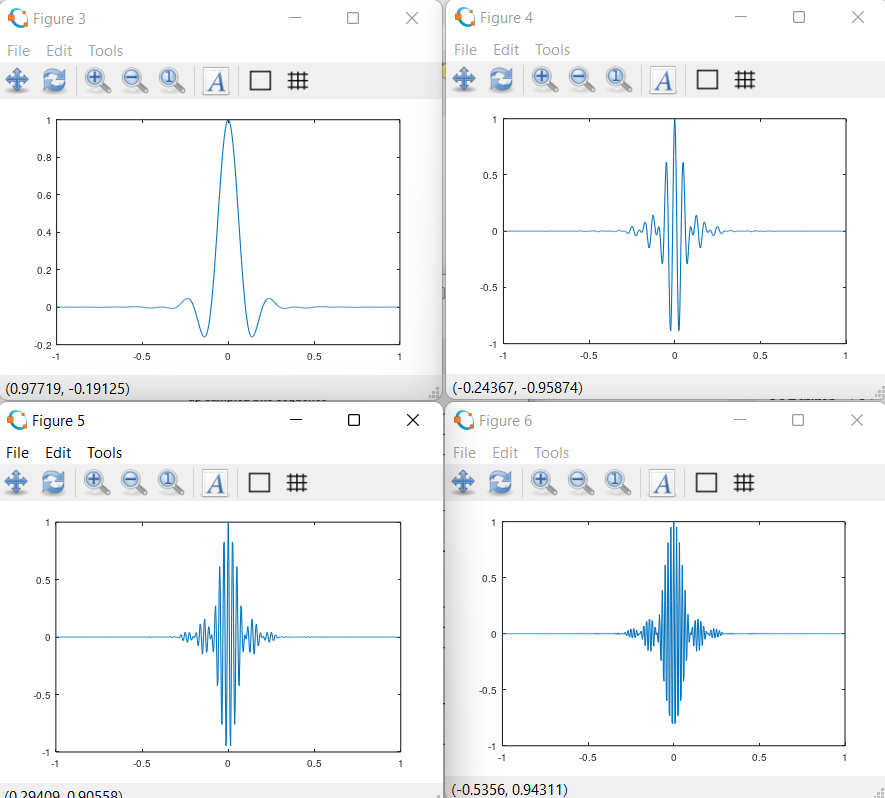 Figure 3
File Edit Tools
A
1
0.8
0.6
0.4
0.2
0
-0.2
-1 -0.5 0 0.5 1
(0.97719, -0.19125)
Figure 4
File Edit Tools
A
1
0.5
0
-0.5
-1
-1 -0.5 0 0.5 1
(-0.24367, -0.95874)
Figure 5
File Edit Tools
A
1
0.5
0
-0.5
-1
-1 -0.5 0 0.5 1
(0.29409, 0.90558)
Figure 6
File Edit Tools
A
1
0.5
0
-0.5
-1
-1 -0.5 0 0.5 1
(-0.5356, 0.94311)